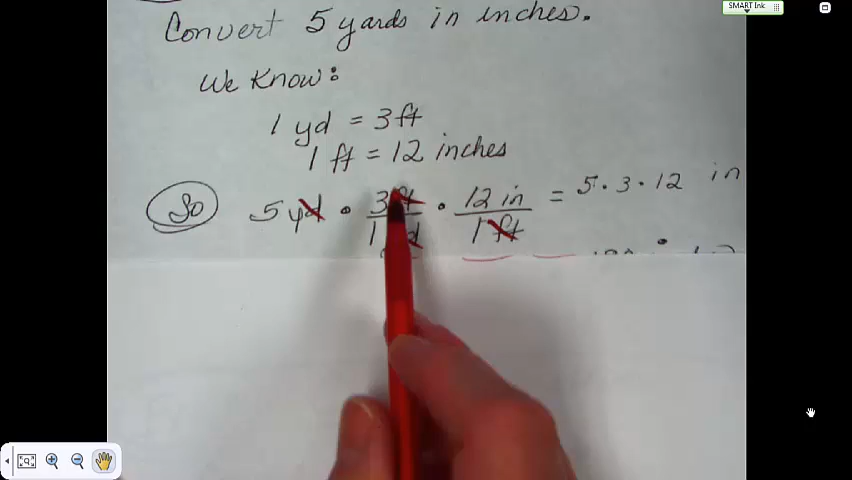 SMART Ink
Convert 5 yards in inches.
We Know:
1 yd = 3 ft
1 ft = 12 inches
So 5 yd · 3 ft / 1 yd · 12 in / 1 ft = 5 · 3 · 12 in